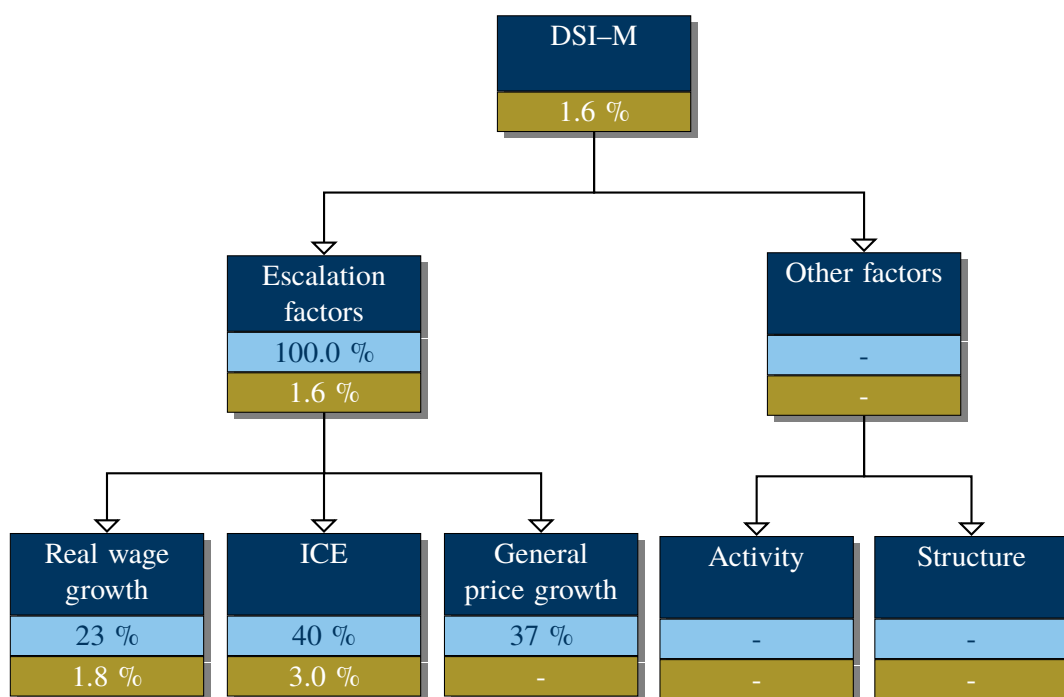 DSI–M
1.6 %
Escalation
factors
100.0 %
1.6 %
Other factors
-
-
Real wage
growth
23 %
1.8 %
ICE
40 %
3.0 %
General
price growth
37 %
-
Activity
-
-
Structure
-
-